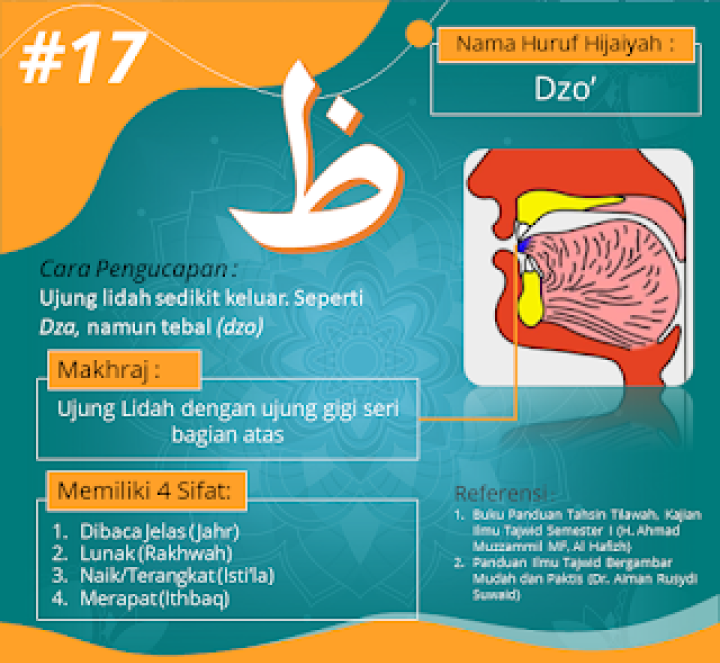 #17
ظ
Nama Huruf Hijaiyah :
Dzo'
Cara Pengucapan :
Ujung lidah sedikit keluar. Seperti
Dza, namun tebal (dzo)
Makhraj :
Ujung Lidah dengan ujung gigi seri
bagian atas
Memiliki 4 Sifat:
1. Dibaca Jelas (Jahr)
2. Lunak (Rakhwah)
3. Naik/Terangkat (Isti'la)
4. Merapat (Ithbaq)
Referensi:
1. Buku Panduan Tahsin Tilawah, Kajian
Ilmu Tajwid Semester I (H. Ahmad
Muzzammil MF, Al Hafizh)
2. Panduan Ilmu Tajwid Bergambar
Mudah dan Paktis (Dr. Aiman Rusydi
Suwaid)